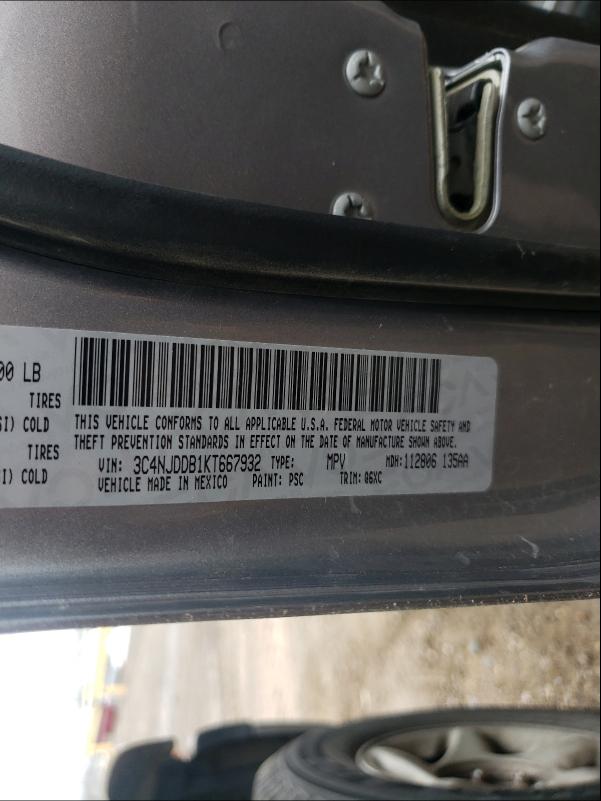 00 LB
TIRES
SI) COLD
TIRES
I) COLD
THIS VEHICLE CONFORMS TO ALL APPLICABLE U.S.A. FEDERAL MOTOR VEHICLE SAFETY AND
THEFT PREVENTION STANDARDS IN EFFECT ON THE DATE OF MANUFACTURE SHOWN ABOVE.
VIN: 3C4NJDDB1KT667932 TYPE: MPV MDH: 112806 135AA
VEHICLE MADE IN MEXICO PAINT: PSC TRIM: Q6XC